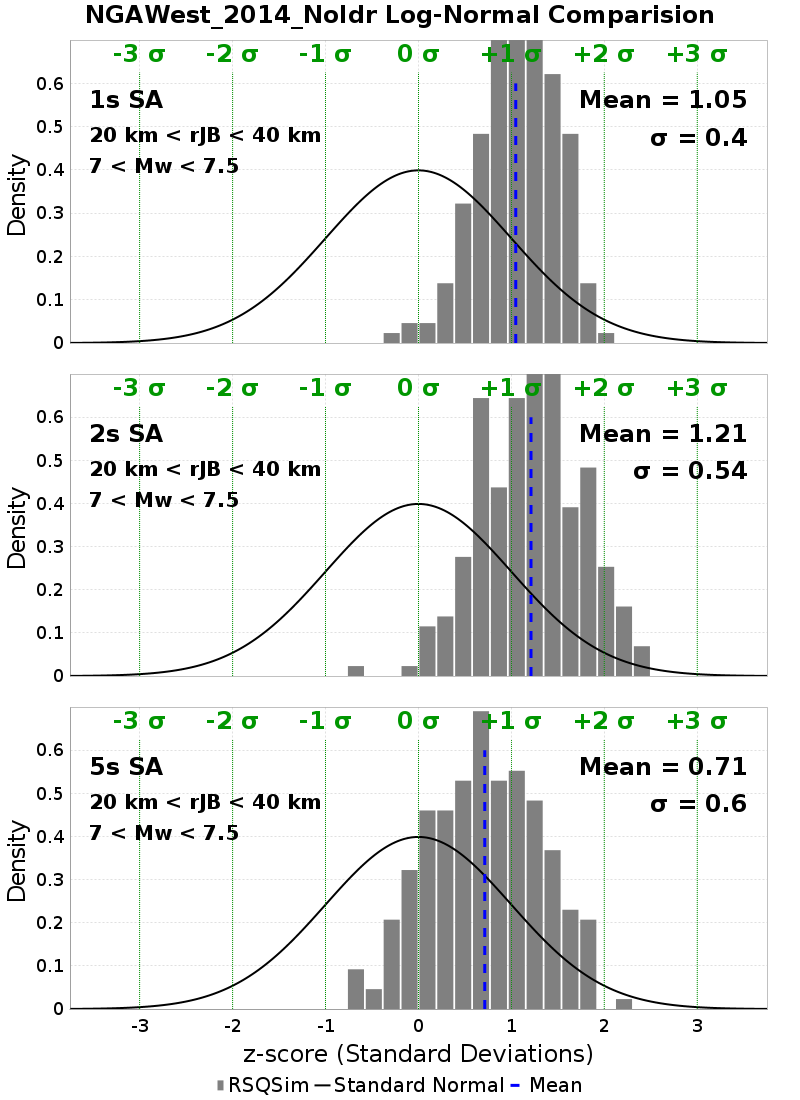 NGAWest_2014_NoIdr Log-Normal Comparision
-3 σ -2 σ -1 σ 0 σ +1 σ +2 σ +3 σ
1s SA
20 km < rJB < 40 km
7 < Mw < 7.5
Mean = 1.05
σ = 0.4
0.6
0.5
0.4
0.3
0.2
0.1
0
Density
-3 σ -2 σ -1 σ 0 σ +1 σ +2 σ +3 σ
2s SA
20 km < rJB < 40 km
7 < Mw < 7.5
Mean = 1.21
σ = 0.54
0.6
0.5
0.4
0.3
0.2
0.1
0
Density
-3 σ -2 σ -1 σ 0 σ +1 σ +2 σ +3 σ
5s SA
20 km < rJB < 40 km
7 < Mw < 7.5
Mean = 0.71
σ = 0.6
0.6
0.5
0.4
0.3
0.2
0.1
0
Density
-3 -2 -1 0 1 2 3
z-score (Standard Deviations)
RSQSim Standard Normal Mean